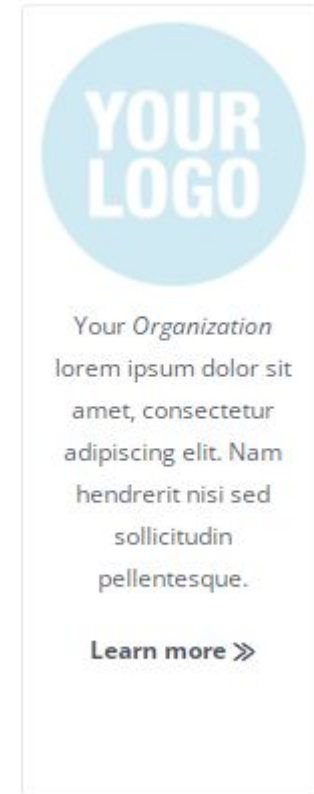 YOUR
LOGO
Your Organization
lorem ipsum dolor sit
amet, consectetur
adipiscing elit. Nam
hendrerit nisi sed
sollicitudin
pellentesque.
Learn more ≫